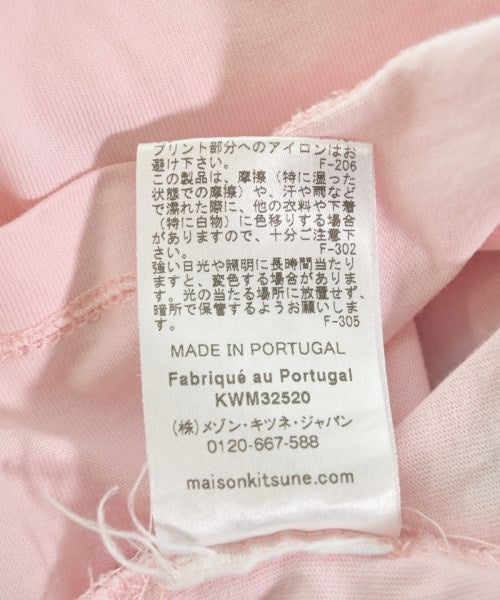 プリント部分へのアイロンはお
避け下さい。 F-206
この製品は、摩擦（特に湿った
状態での摩擦）や、汗や雨など
で濡れた際に、他の衣料や下着
（特に白物）に色移りする場合
がありますので、十分ご注意下
さい。 F-302
強い日光や照明に長時間当たり
ますと、変色する場合がありま
す。光の当たる場所に放置せず、
暗所で保管するようお願いしま
す。 F-305
MADE IN PORTUGAL
Fabriqué au Portugal
KWM32520
(株)メゾン・キツネ・ジャパン
0120-667-588
maisonkitsune.com